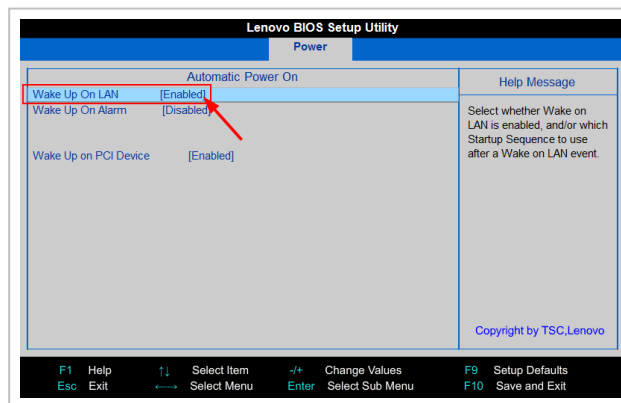 Lenovo BIOS Setup Utility
Power
Automatic Power On
Help Message
Wake Up On LAN [Enabled]
Wake Up On Alarm [Disabled]
Wake Up on PCI Device [Enabled]
Select whether Wake on
LAN is enabled, and/or which
Startup Sequence to use
after a Wake on LAN event.
Copyright by TSC,Lenovo
F1 Help ↑↓ Select Item -/+ Change Values F9 Setup Defaults
Esc Exit ←→ Select Menu Enter Select Sub Menu F10 Save and Exit